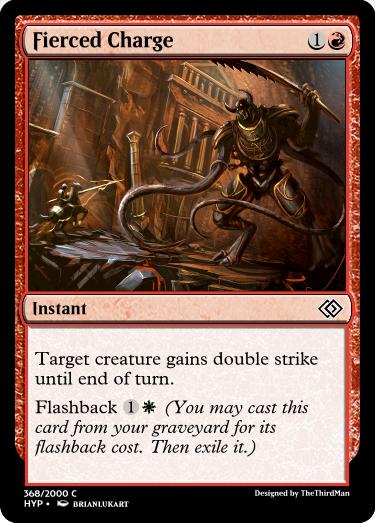 Fierced Charge 1
Instant
Target creature gains double strike
until end of turn.
Flashback 1 (You may cast this
card from your graveyard for its
flashback cost. Then exile it.)
368/2000 C
Designed by TheThirdMan
HYP • BRIANLUKART